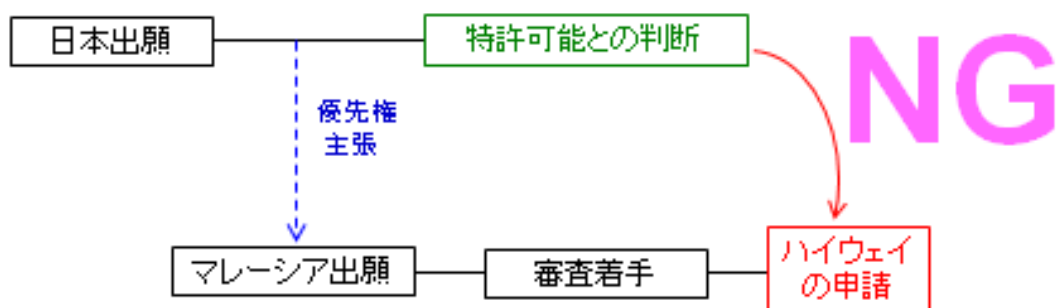 日本出願
特許可能との判断
NG
優先権
主張
マレーシア出願
審査着手
ハイウェイ
の申請